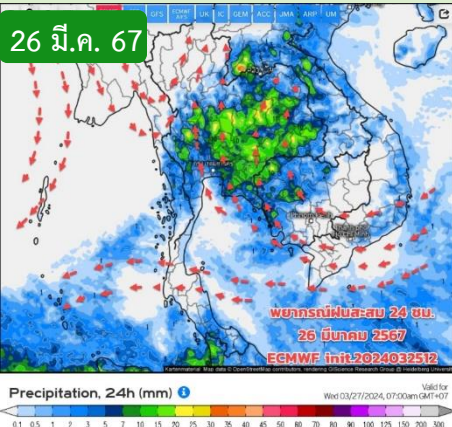 26 มี.ค. 67
GFS ECMWF AIFS UK IC GEM ACC JMA ARP UM
พยากรณ์ฝนสะสม 24 ชม.
26 มีนาคม 2567
ECMWF init.2024032512
Precipitation, 24h (mm)
Valid for
Wed 03/27/2024, 07:00am GMT+07
0.1 0.5 1 2 3 5 7 10 15 20 25 30 35 40 45 50 60 70 80 90 100 125 150 200 300